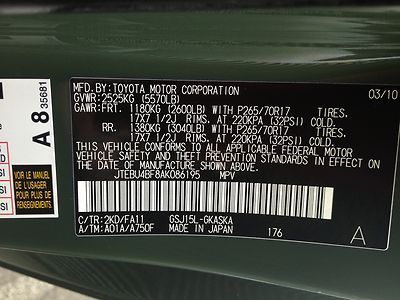 MFD. BY: TOYOTA MOTOR CORPORATION 03/10
GVWR: 2525KG (5570LB)
GAWR: FRT. 1180KG (2600LB) WITH P265/70R17 TIRES.
17X7 1/2J RIMS. AT 220KPA (32PSI) COLD
RR. 1380KG (3040LB) WITH P265/70R17 TIRES.
17X7 1/2J RIMS. AT 220KPA (32PSI) COLD
THIS VEHICLE CONFORMS TO ALL APPLICABLE FEDERAL MOTOR
VEHICLE SAFETY AND THEFT PREVENTION STANDARDS IN EFFECT
ON THE DATE OF MANUFACTURE SHOWN ABOVE.
JTEBU4BF8AK086195 MPV
C/TR: 2KD/FA11 GSJ15L-GKASKA
A/TM: A01A/A750F MADE IN JAPAN 176 A
A 8 35681
VOIR LE MANUEL
DE L'USAGER
POUR PLUS DE
RENSEIGNEMENTS